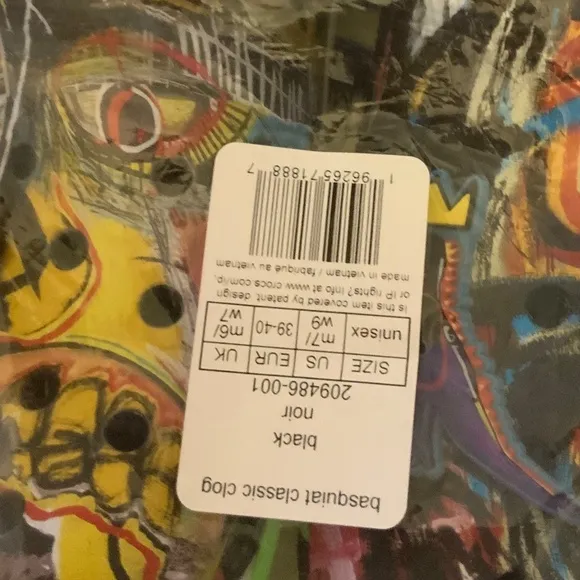 basquiat classic clog
black
noir
209486-001
SIZE US EUR UK
unisex m7/w9 39-40 m6/w7
is this item covered by patent, design
or IP rights? info at www.crocs.com/ip.
made in vietnam / fabriqué au vietnam
1 96265 71888 7